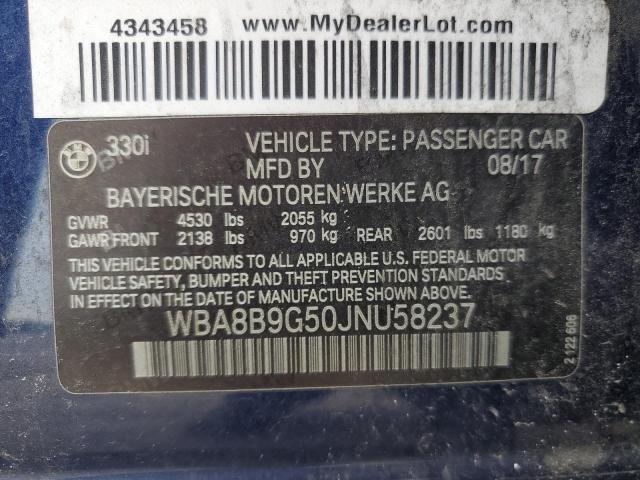 4343458 www.MyDealerLot.com
330i VEHICLE TYPE: PASSENGER CAR
MFD BY 08/17
BAYERISCHE MOTOREN WERKE AG
GVWR 4530 lbs 2055 kg
GAWR FRONT 2138 lbs 970 kg REAR 2601 lbs 1180 kg
THIS VEHICLE CONFORMS TO ALL APPLICABLE U.S. FEDERAL MOTOR
VEHICLE SAFETY, BUMPER AND THEFT PREVENTION STANDARDS
IN EFFECT ON THE DATE OF MANUFACTURE SHOWN ABOVE.
WBA8B9G50JNU58237
2 122 606